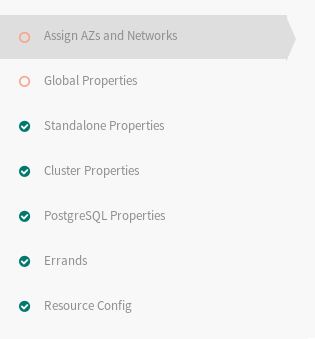 Assign AZs and Networks
Global Properties
Standalone Properties
Cluster Properties
PostgreSQL Properties
Errands
Resource Config